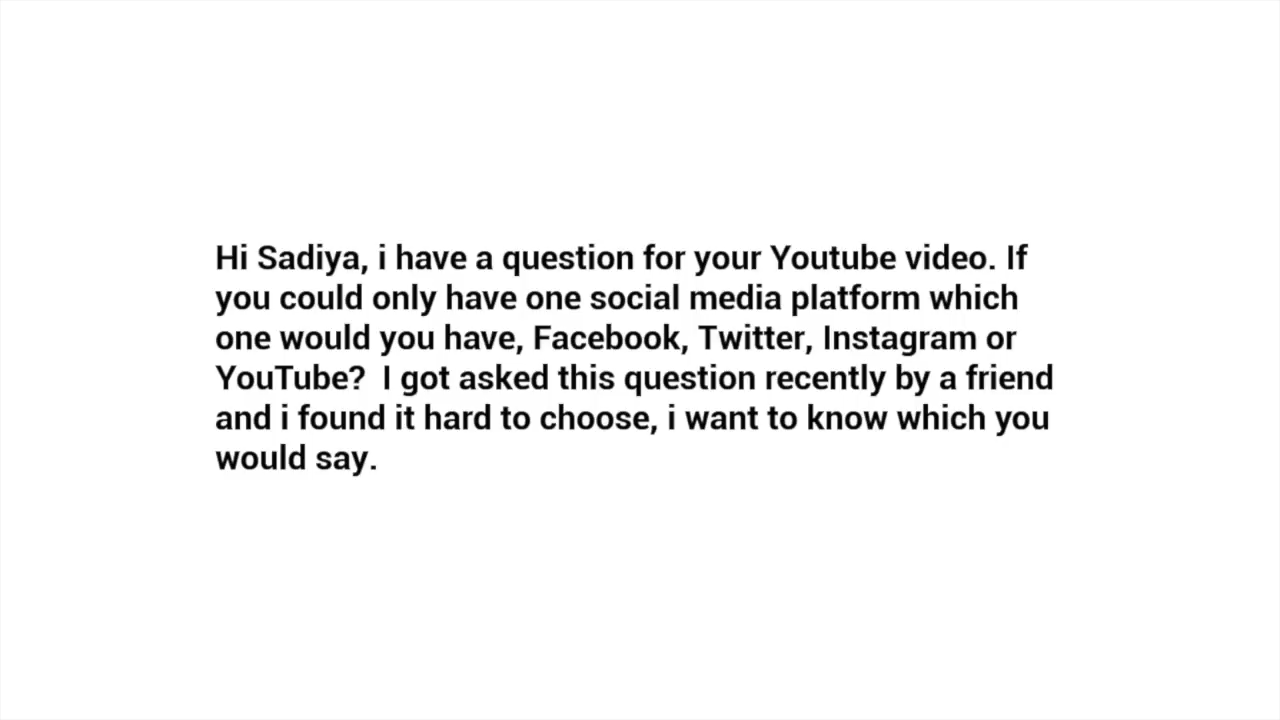 Hi Sadiya, i have a question for your Youtube video. If
you could only have one social media platform which
one would you have, Facebook, Twitter, Instagram or
YouTube?  I got asked this question recently by a friend
and i found it hard to choose, i want to know which you
would say.